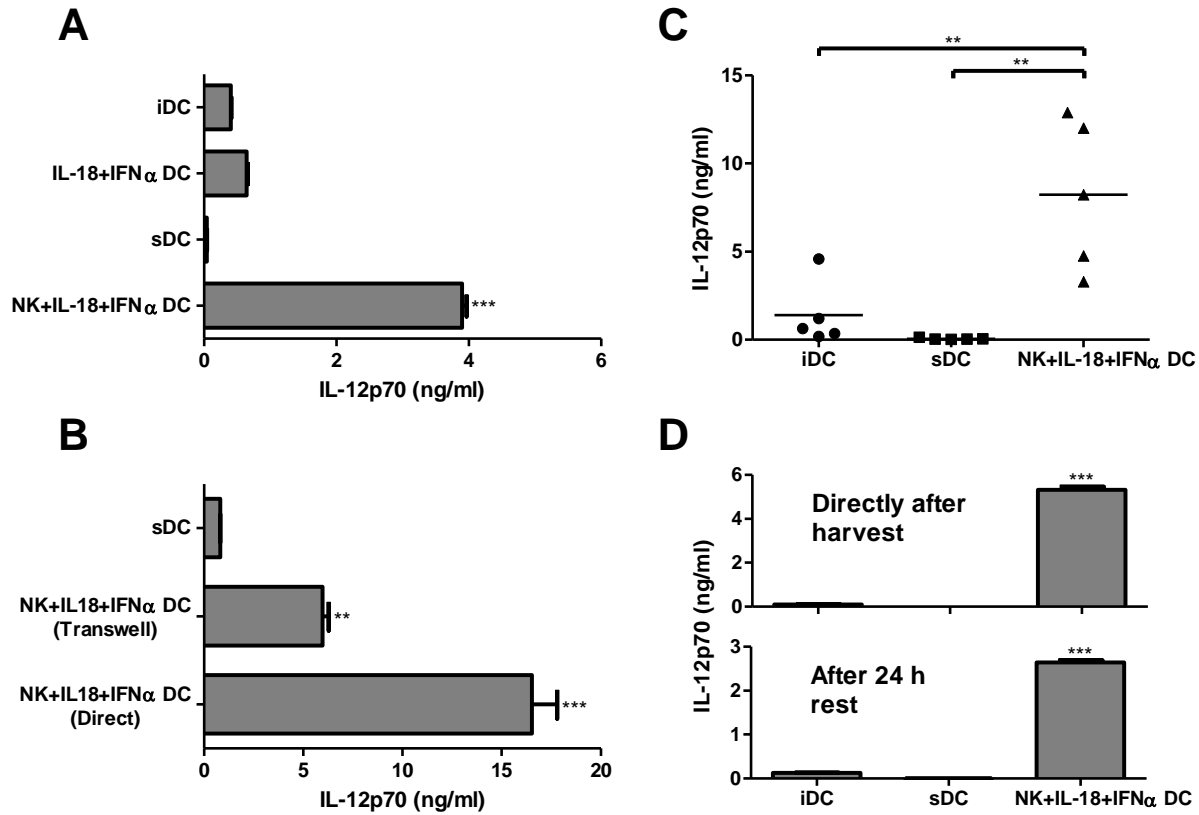 A
iDC
IL-18+IFNα DC
sDC
NK+IL-18+IFNα DC
***
0 2 4 6
IL-12p70 (ng/ml)
B
sDC
NK+IL18+IFNα DC
(Transwell)
**
NK+IL18+IFNα DC
(Direct)
***
0 5 10 15 20
IL-12p70 (ng/ml)
C
**
**
15
10
5
0
IL-12p70 (ng/ml)
iDC sDC NK+IL-18+IFNα DC
D
6
4
2
0
Directly after
harvest
***
IL-12p70 (ng/ml)
3
2
1
0
After 24 h
rest
***
iDC sDC NK+IL-18+IFNα DC